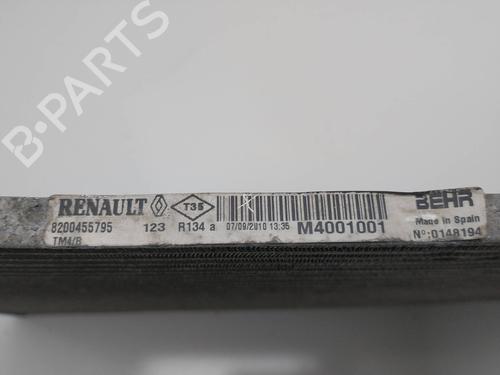 RENAULT T35 BEHR
8200455795 123 R134 a 07/09/2010 13:35 M4001001 Made in Spain
TM4/B Nº:0148194
B-PARTS